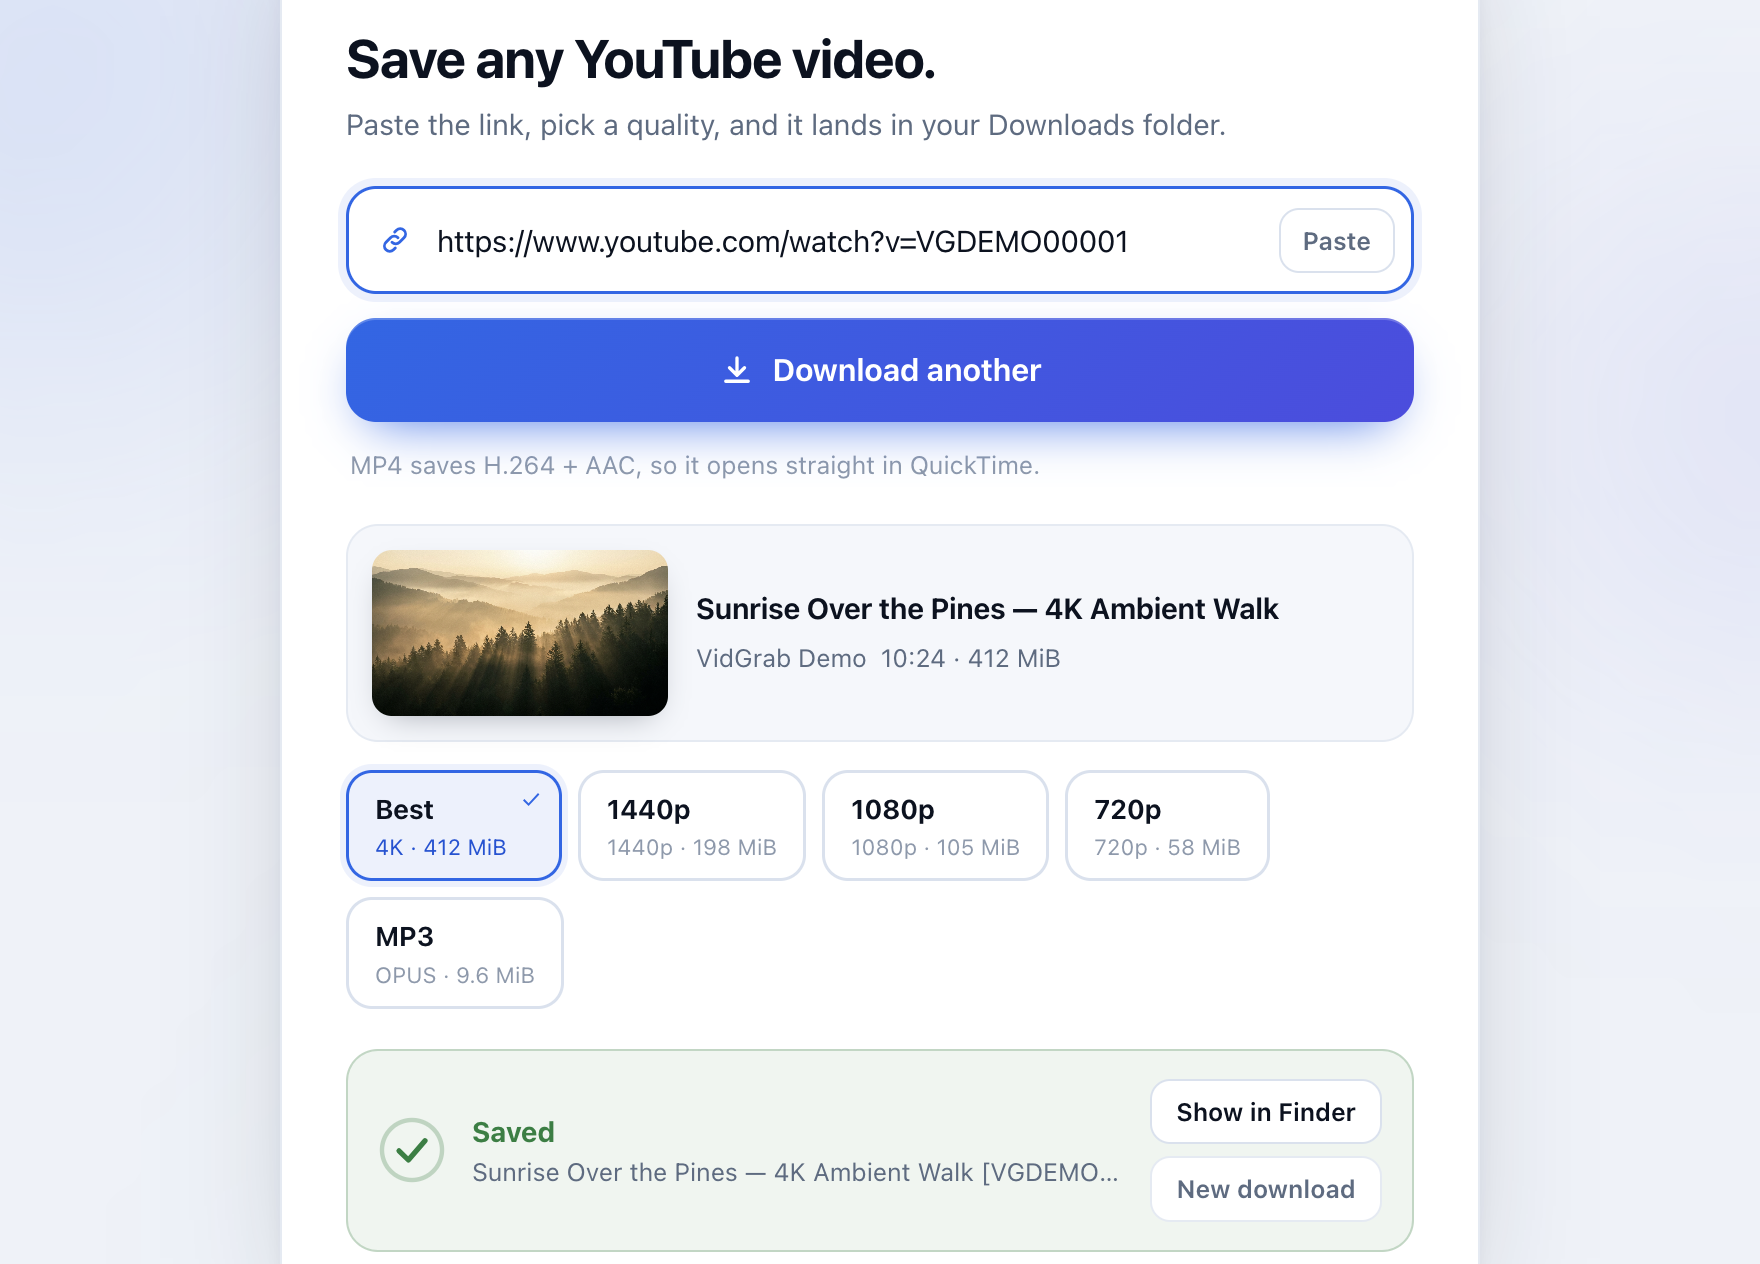 Save any YouTube video.
Paste the link, pick a quality, and it lands in your Downloads folder.
https://www.youtube.com/watch?v=VGDEMO00001
Paste
Download another
MP4 saves H.264 + AAC, so it opens straight in QuickTime.
Sunrise Over the Pines — 4K Ambient Walk
VidGrab Demo 10:24 · 412 MiB
Best
4K · 412 MiB
1440p
1440p · 198 MiB
1080p
1080p · 105 MiB
720p
720p · 58 MiB
MP3
OPUS · 9.6 MiB
Saved
Sunrise Over the Pines — 4K Ambient Walk [VGDEMO...
Show in Finder
New download